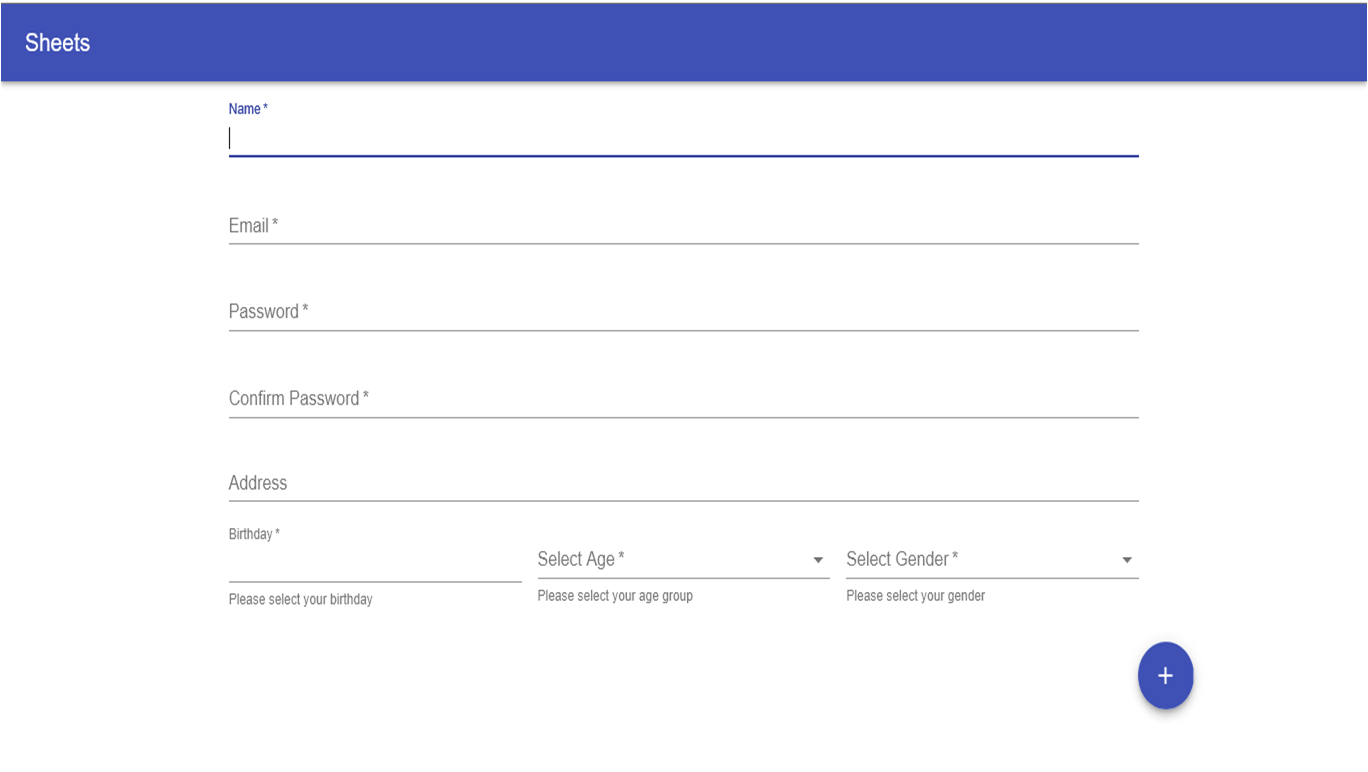 Sheets
Name *
Email *
Password *
Confirm Password *
Address
Birthday *
Select Age *
Select Gender *
Please select your birthday
Please select your age group
Please select your gender
+